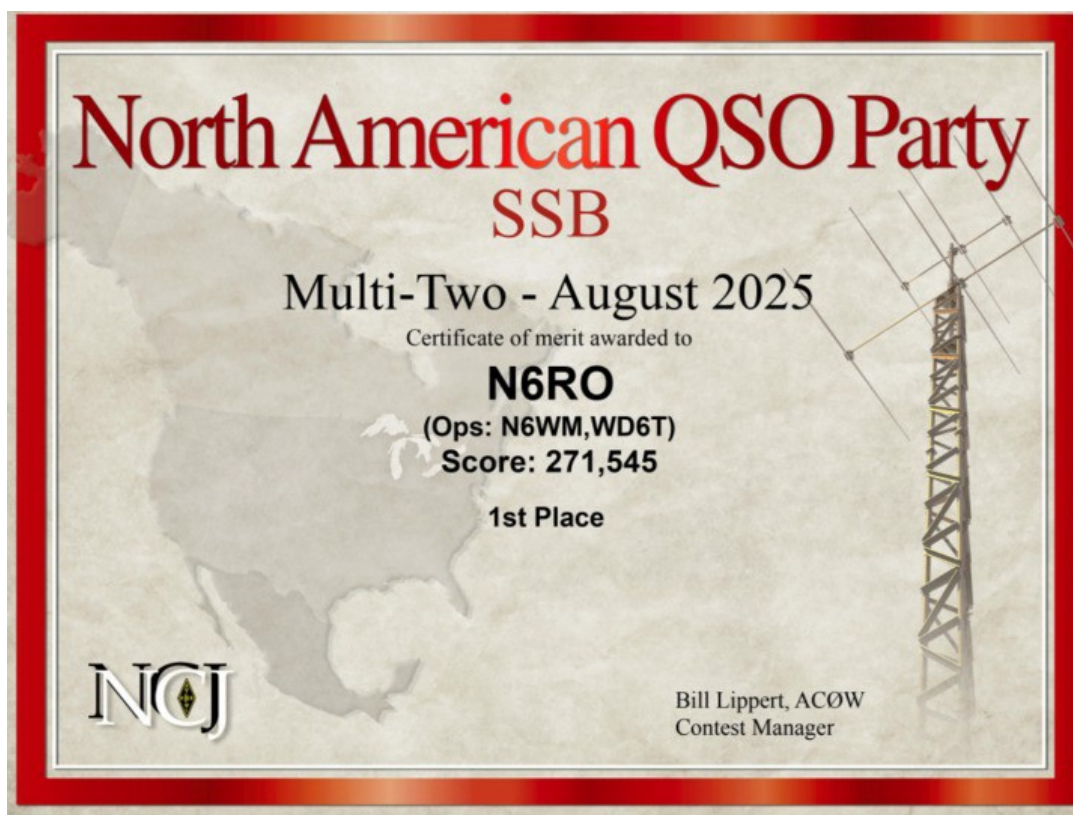 North American QSO Party
SSB
Multi-Two - August 2025
Certificate of merit awarded to
N6RO
(Ops: N6WM,WD6T)
Score: 271,545
1st Place
NCJ
Bill Lippert, ACØW
Contest Manager